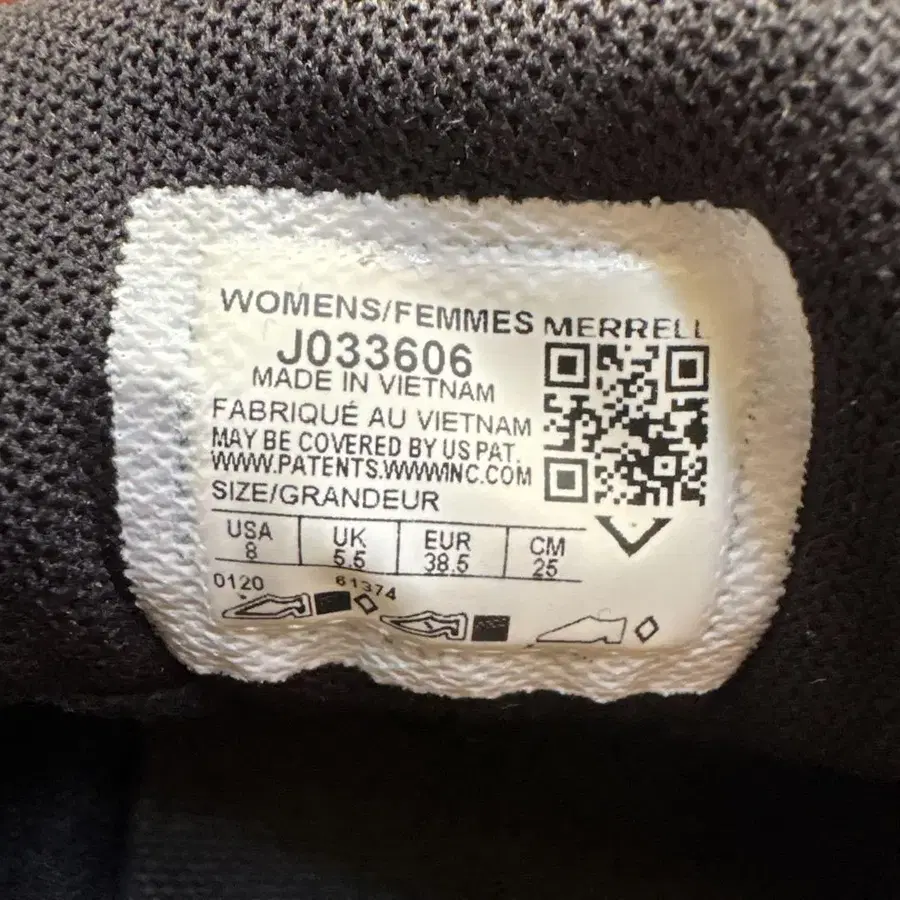 WOMENS/FEMMES MERRELL
J033606
MADE IN VIETNAM
FABRIQUÉ AU VIETNAM
MAY BE COVERED BY US PAT.
WWW.PATENTS.WWWINC.COM
SIZE/GRANDEUR
USA UK EUR CM
8 5.5 38.5 25
0120 61374